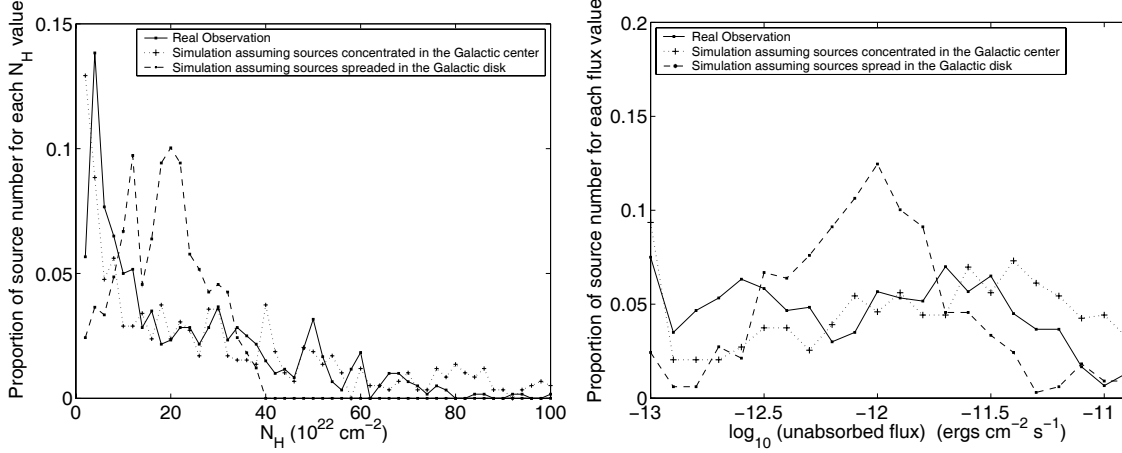 Proportion of source number for each N_H value
0.15
0.1
0.05
0
Real Observation
Simulation assuming sources concentrated in the Galactic center
Simulation assuming sources spreaded in the Galactic disk
0 20 40 60 80 100
N_H (10^22 cm^-2)
Proportion of source number for each flux value
0.2
0.15
0.1
0.05
0
Real Observation
Simulation assuming sources concentrated in the Galactic center
Simulation assuming sources spread in the Galactic disk
−13 −12.5 −12 −11.5 −11
log_10 (unabsorbed flux) (ergs cm^-2 s^-1)